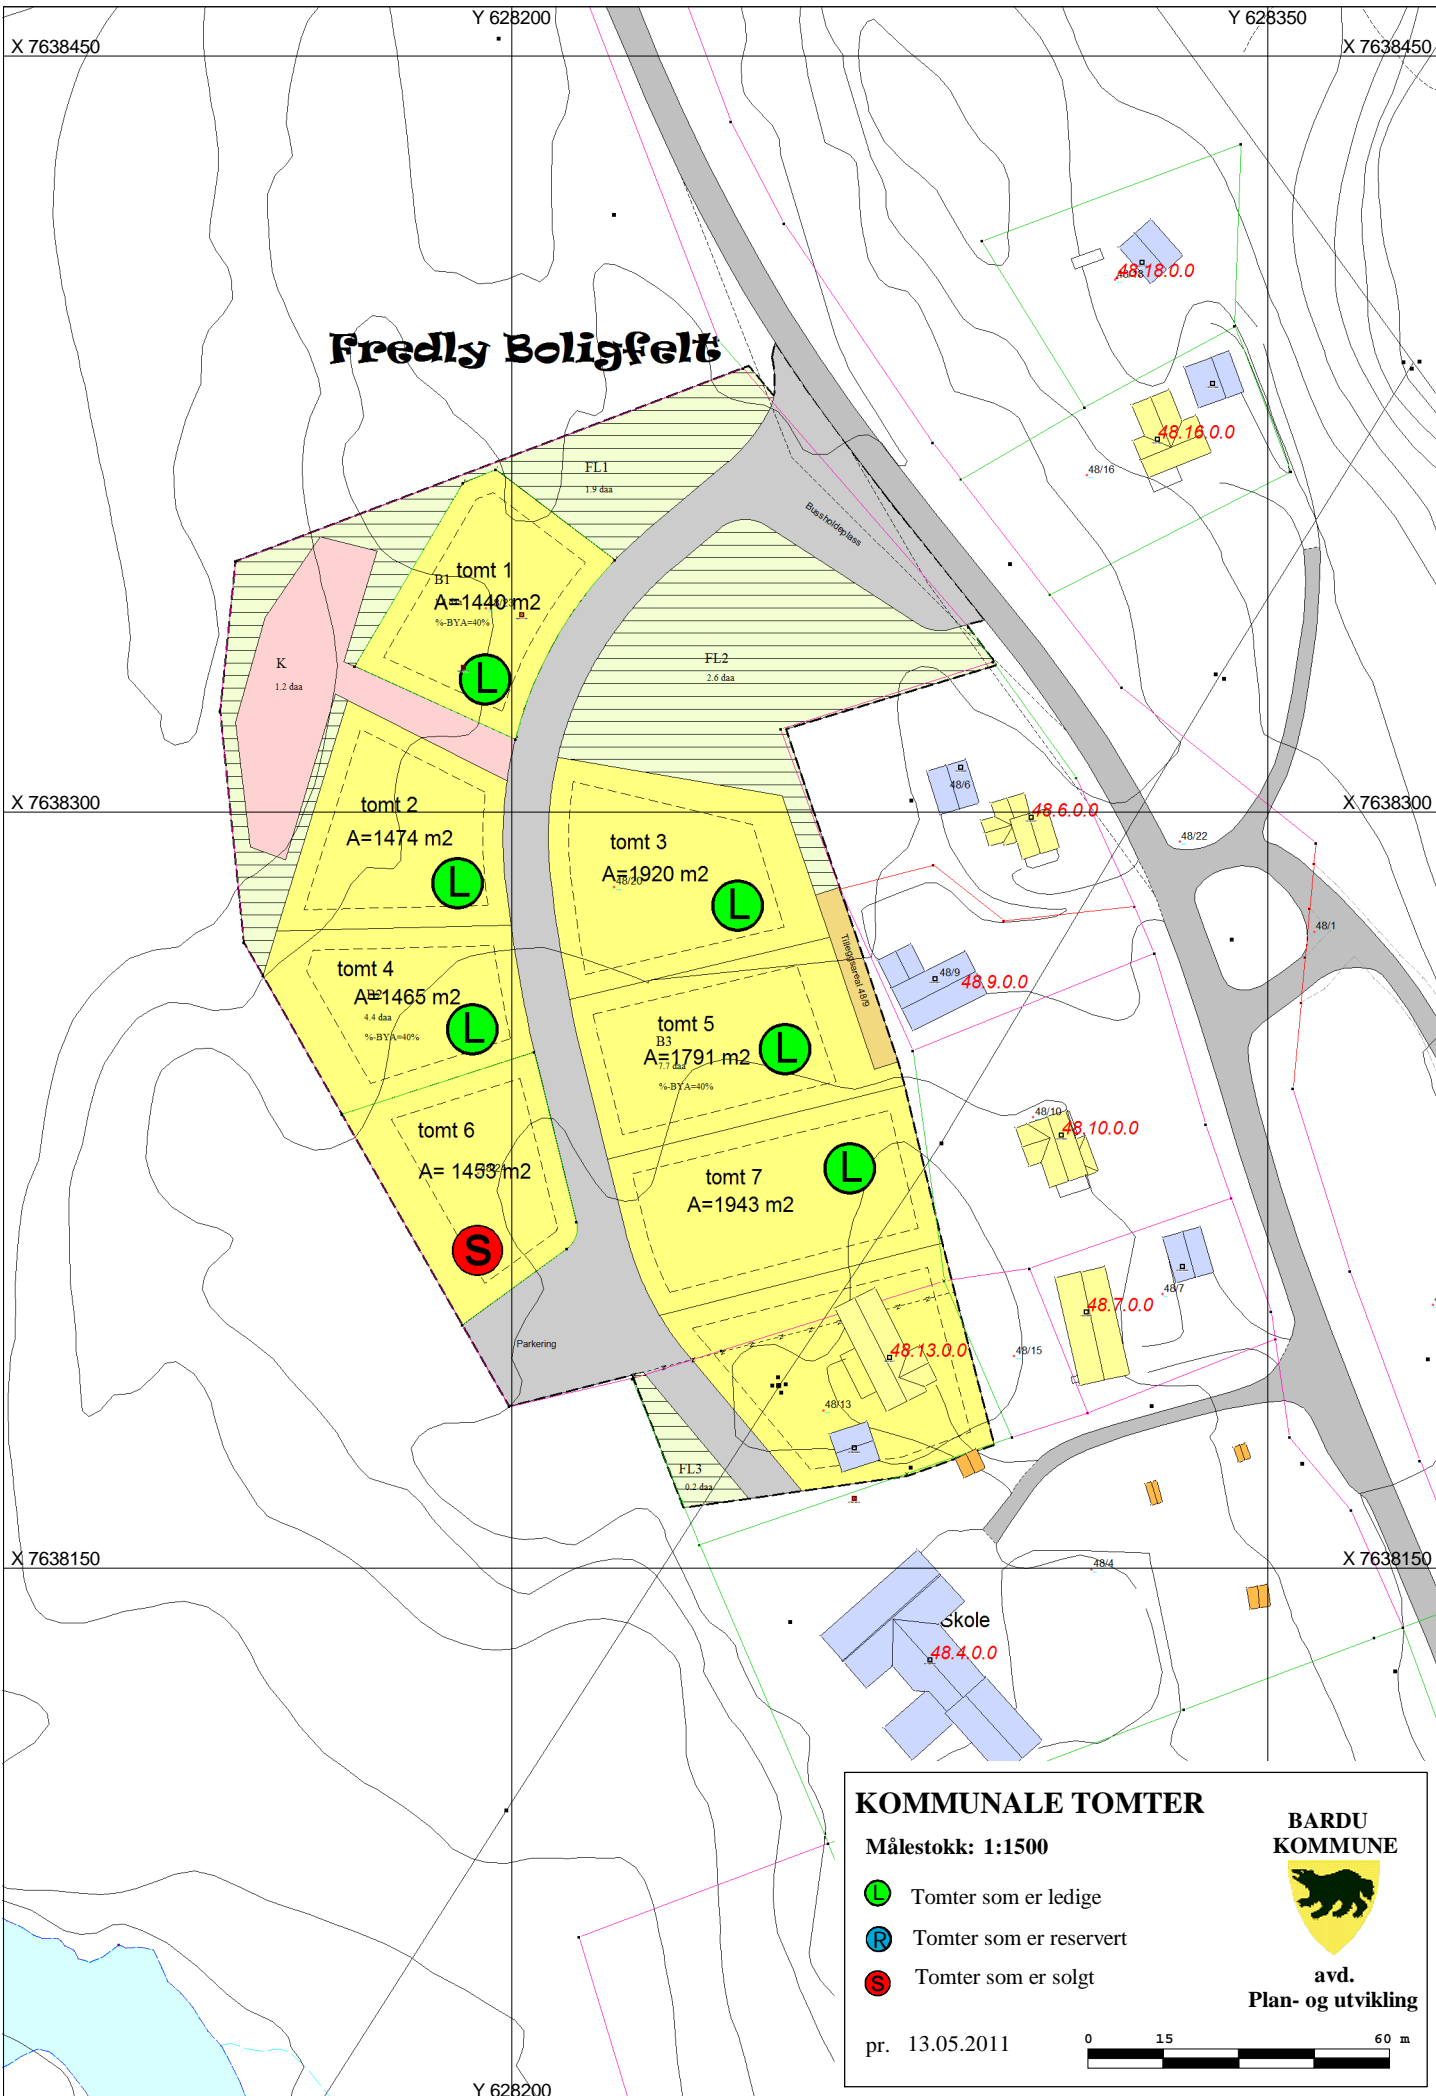 Y 628200
Y 628350
X 7638450
X 7638450
48.18.0.0
Fredly Boligfelt
48.16.0.0
48/16
FL1
1.9 daa
Bussholdeplass
tomt 1
B1
A=1440 m2
%-BYA=40%
L
K
1.2 daa
FL2
2.6 daa
48/6
48.6.0.0
X 7638300
X 7638300
tomt 2
A=1474 m2
L
tomt 3
A=1920 m2
48/20
L
48/22
48/1
Tilleggsareal 48/9
48/9
48.9.0.0
tomt 4
A=1465 m2
4.4 daa
%-BYA=40%
L
tomt 5
B3
A=1791 m2
7.7 daa
%-BYA=40%
L
48/10
48.10.0.0
tomt 6
A= 1453 m2
S
tomt 7
A=1943 m2
L
48/7
48.7.0.0
Parkering
48.13.0.0
48/15
48/13
FL3
0.2 daa
X 7638150
X 7638150
48/4
Skole
48.4.0.0
KOMMUNALE TOMTER
Målestokk: 1:1500
L Tomter som er ledige
R Tomter som er reservert
S Tomter som er solgt
pr. 13.05.2011
BARDU
KOMMUNE
avd.
Plan- og utvikling
0 15 60 m
Y 628200